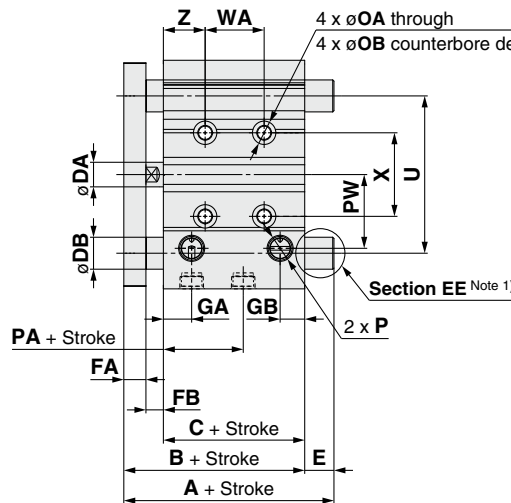 Z WA
4 x øOA through
4 x øOB counterbore de
øDA
X
U
PW
øDB
Section EE Note 1)
GA GB
2 x P
PA + Stroke
FA
FB
C + Stroke
B + Stroke E
A + Stroke